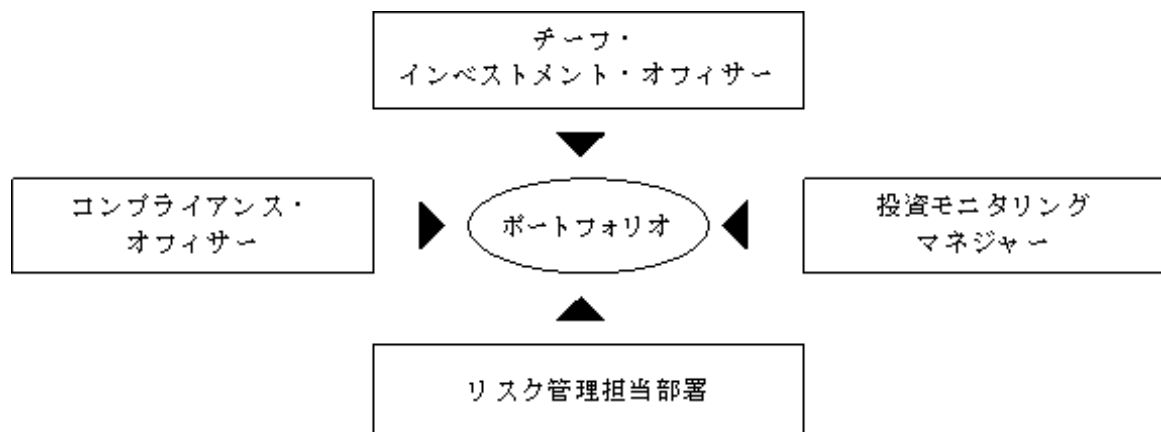 チーフ・
インベストメント・オフィサー
コンプライアンス・
オフィサー
ポートフォリオ
投資モニタリング
マネジャー
リスク管理担当部署